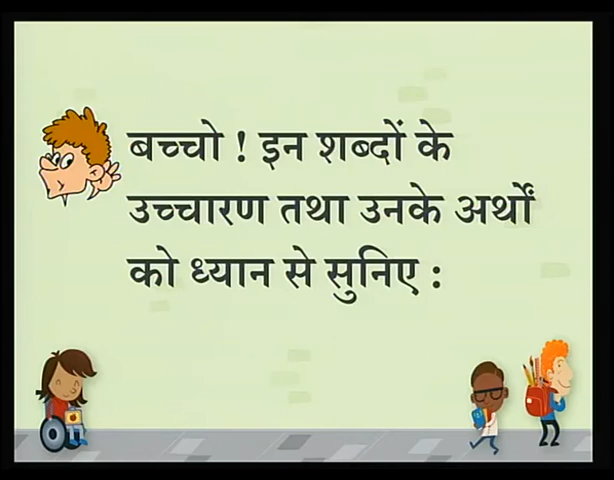 बच्चो ! इन शब्दों के
उच्चारण तथा उनके अर्थों
को ध्यान से सुनिए :